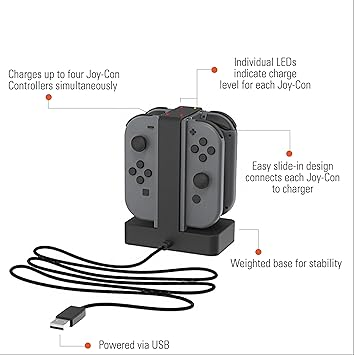 Charges up to four Joy-Con
Controllers simultaneously
Individual LEDs
indicate charge
level for each Joy-Con
Easy slide-in design
connects each Joy-Con
to charger
Weighted base for stability
Powered via USB